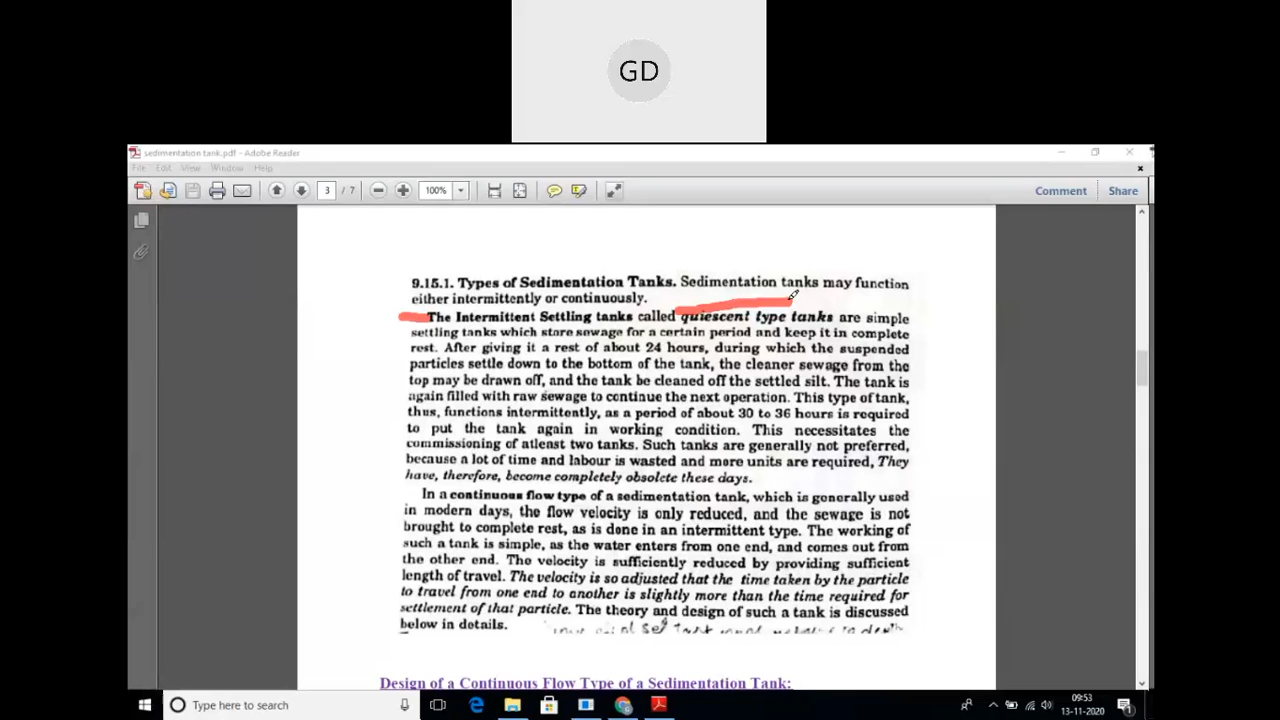 GD
sedimentation tank.pdf - Adobe Reader
File Edit View Window Help
3 / 7 100% Comment Share
9.15.1. Types of Sedimentation Tanks. Sedimentation tanks may function
either intermittently or continuously.
The Intermittent Settling tanks called quiescent type tanks are simple
settling tanks which store sewage for a certain period and keep it in complete
rest. After giving it a rest of about 24 hours, during which the suspended
particles settle down to the bottom of the tank, the cleaner sewage from the
top may be drawn off, and the tank be cleaned off the settled silt. The tank is
again filled with raw sewage to continue the next operation. This type of tank,
thus, functions intermittently, as a period of about 30 to 36 hours is required
to put the tank again in working condition. This necessitates the
commissioning of atleast two tanks. Such tanks are generally not preferred,
because a lot of time and labour is wasted and more units are required, They
have, therefore, become completely obsolete these days.
In a continuous flow type of a sedimentation tank, which is generally used
in modern days, the flow velocity is only reduced, and the sewage is not
brought to complete rest, as is done in an intermittent type. The working of
such a tank is simple, as the water enters from one end, and comes out from
the other end. The velocity is sufficiently reduced by providing sufficient
length of travel. The velocity is so adjusted that the time taken by the particle
to travel from one end to another is slightly more than the time required for
settlement of that particle. The theory and design of such a tank is discussed
below in details.
Design of a Continuous Flow Type of a Sedimentation Tank:
Type here to search
09:53
13-11-2020